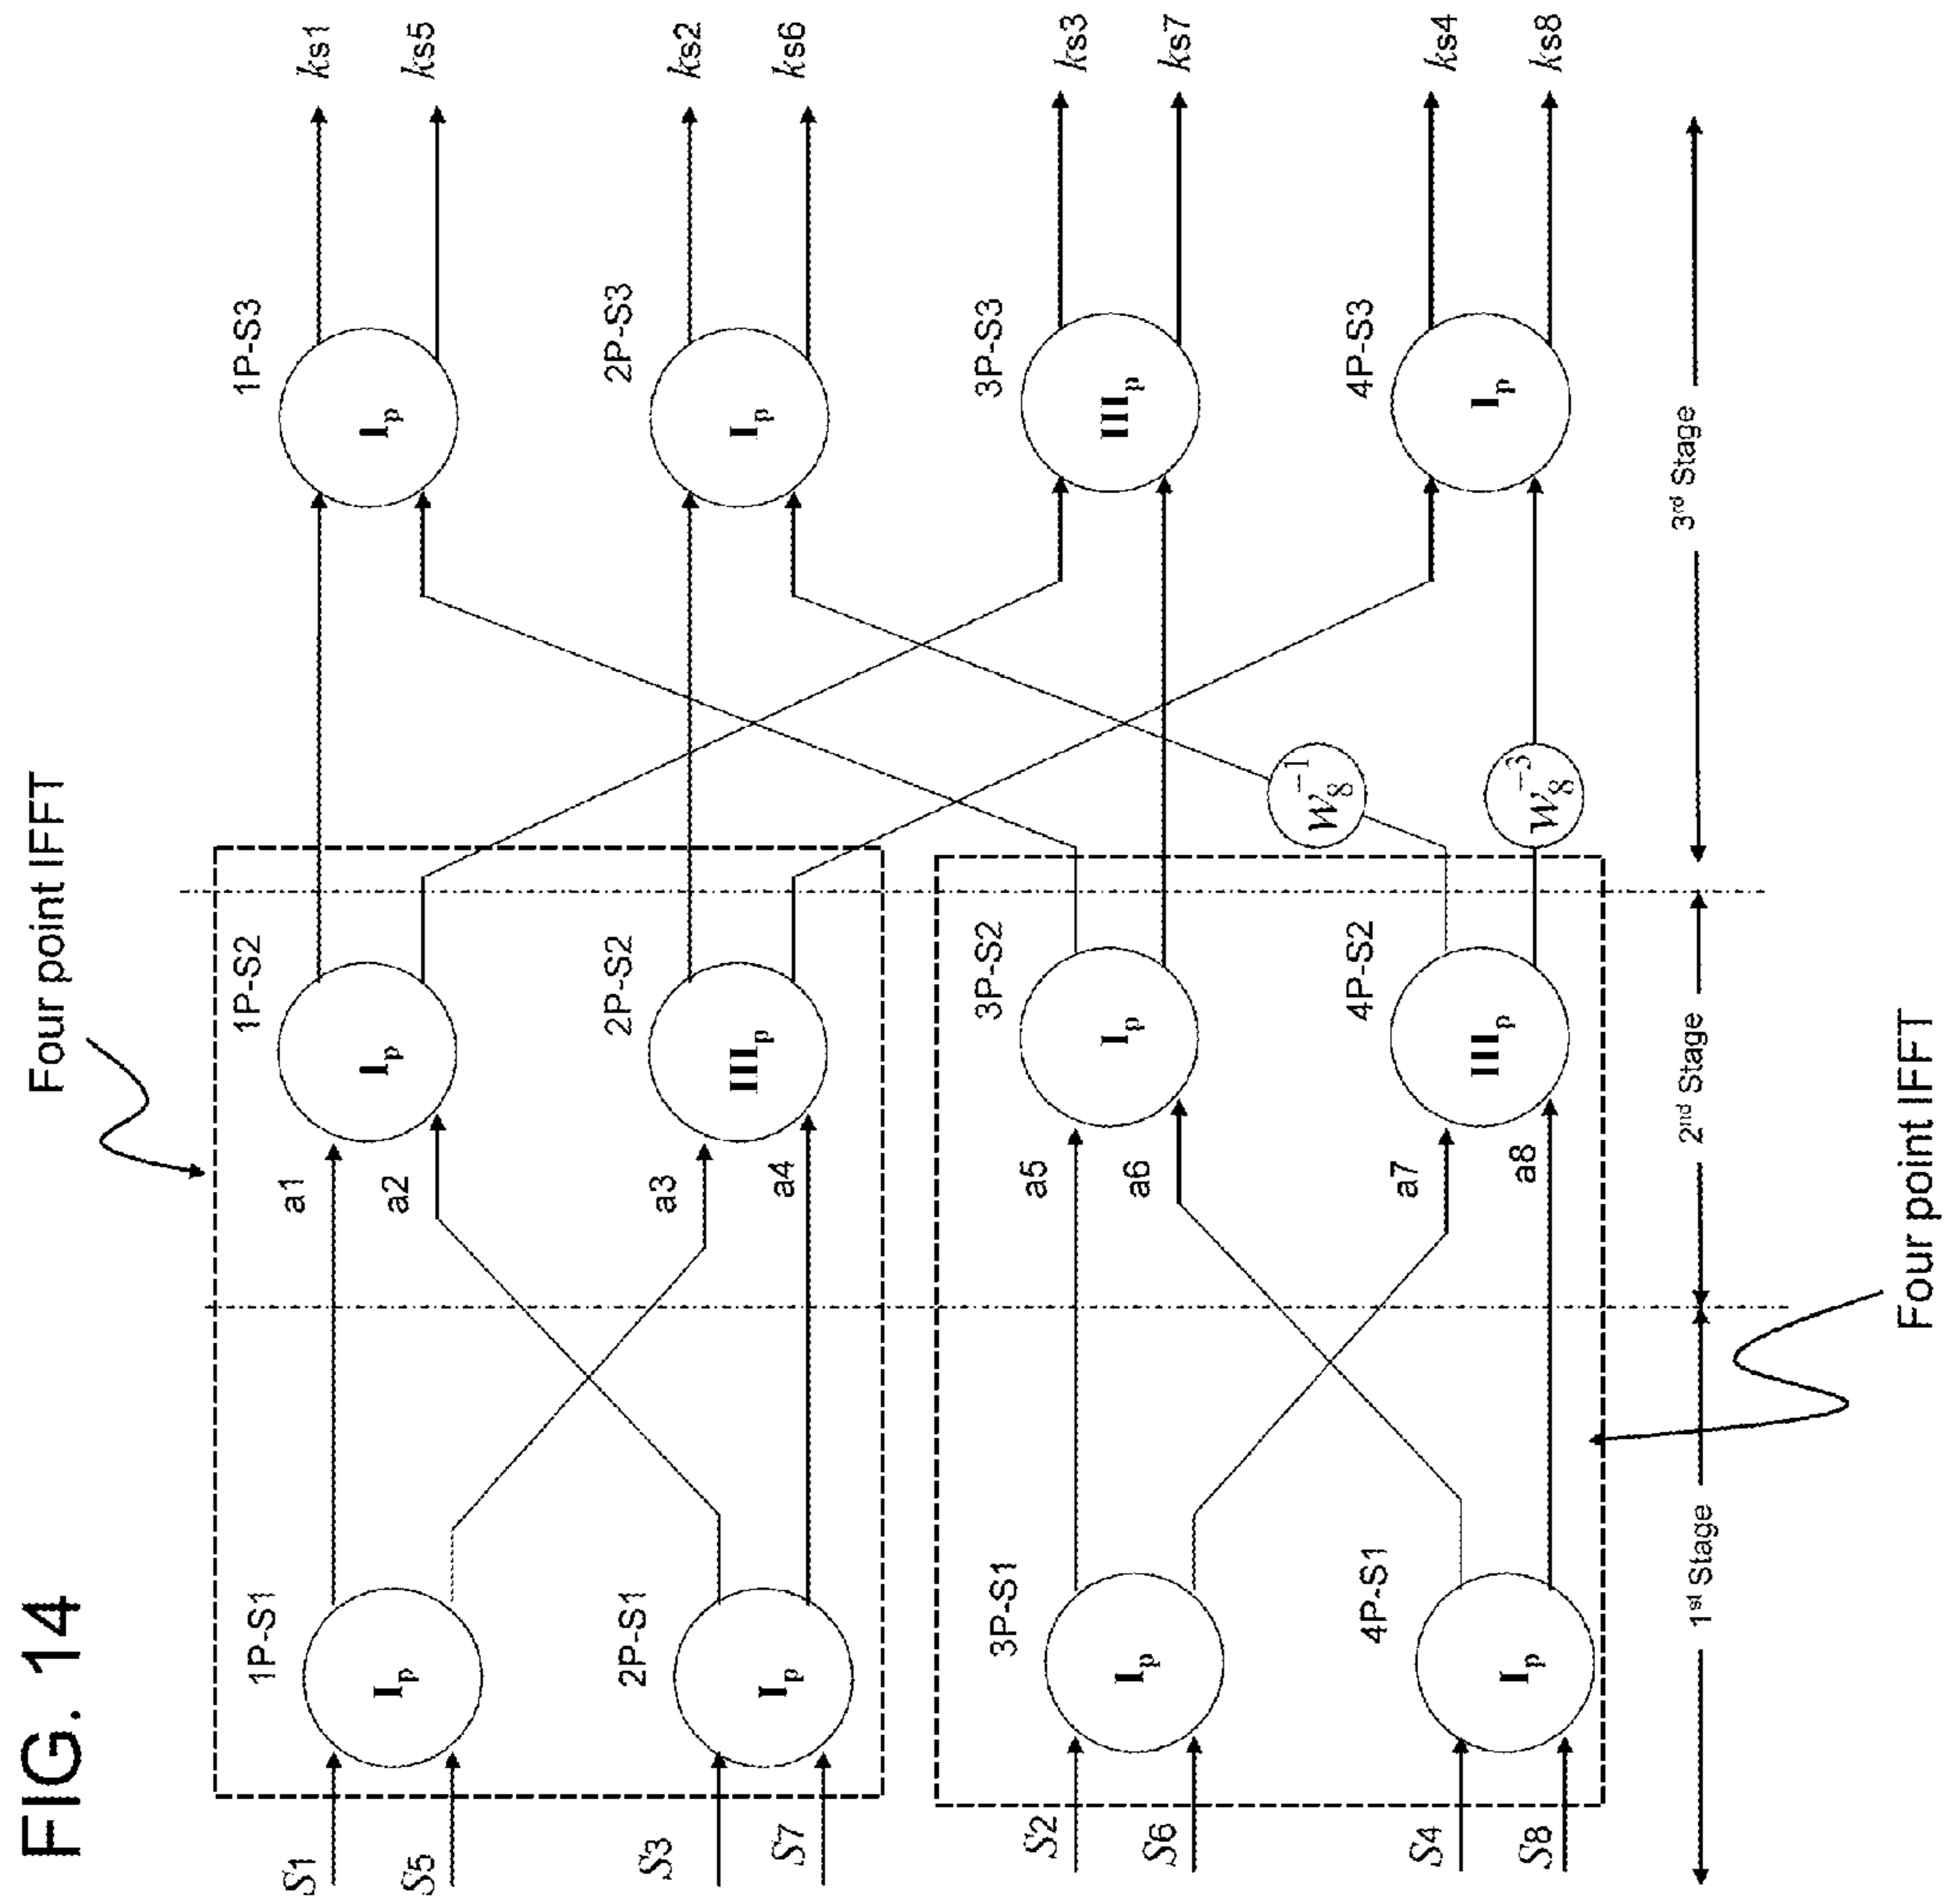 FIG. 14
Four point IFFT
1P-S1
1P-S2
1P-S3
S1
S5
I_p
a1
a2
I_p
I_p
ks1
ks5
2P-S1
2P-S2
2P-S3
S3
S7
I_p
a3
a4
III_p
I_p
ks2
ks6
3P-S1
3P-S2
3P-S3
S2
S6
I_p
a5
a6
I_p
III_p
ks3
ks7
4P-S1
4P-S2
4P-S3
S4
S8
I_p
a7
a8
III_p
W_8^{-1}
W_8^{-3}
I_p
ks4
ks8
1st Stage
2nd Stage
3rd Stage
Four point IFFT